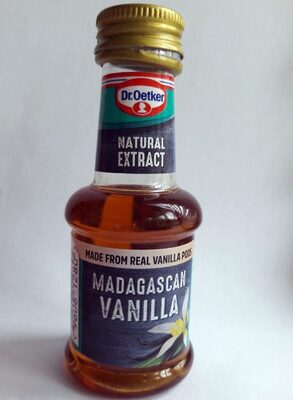 Dr.Oetker
NATURAL
EXTRACT
MADE FROM REAL VANILLA PODS
MADAGASCAN
VANILLA